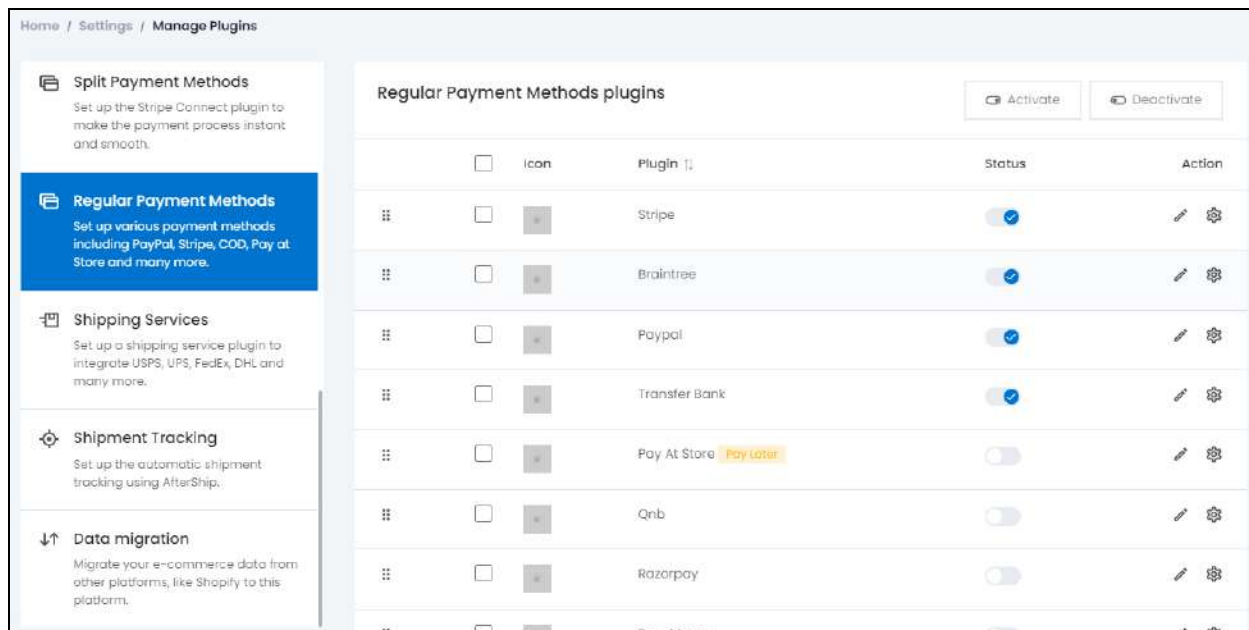 Home / Settings / Manage Plugins
Split Payment Methods
Set up the Stripe Connect plugin to
make the payment process instant
and smooth.
Regular Payment Methods
Set up various payment methods
including PayPal, Stripe, COD, Pay at
Store and many more.
Shipping Services
Set up a shipping service plugin to
integrate USPS, UPS, FedEx, DHL and
many more.
Shipment Tracking
Set up the automatic shipment
tracking using AfterShip.
Data migration
Migrate your e-commerce data from
other platforms, like Shopify to this
platform.
Regular Payment Methods plugins
Activate
Deactivate
Icon Plugin Status Action
Stripe
Braintree
Paypal
Transfer Bank
Pay At Store Pay Later
Qnb
Razorpay